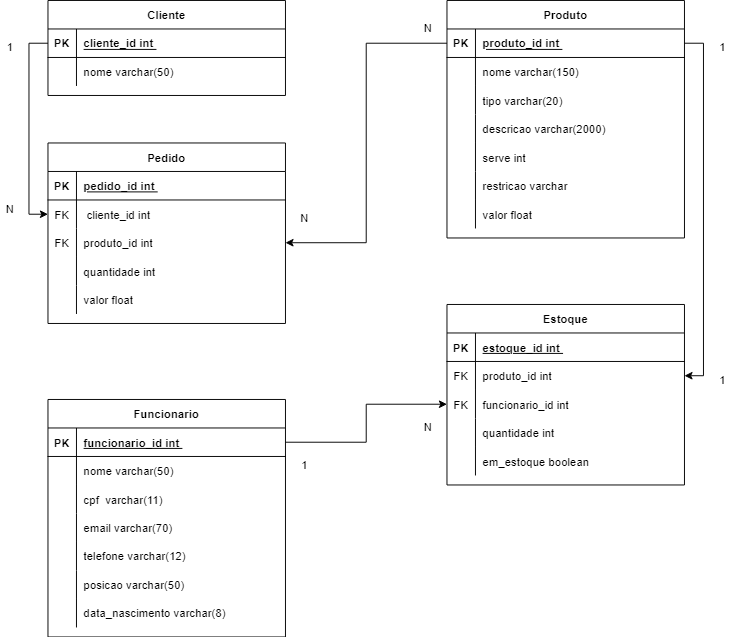 Cliente
PK cliente_id int
nome varchar(50)
1
N
Pedido
PK pedido_id int
FK cliente_id int
FK produto_id int
quantidade int
valor float
N
N
Produto
PK produto_id int
nome varchar(150)
tipo varchar(20)
descricao varchar(2000)
serve int
restricao varchar
valor float
1
1
Estoque
PK estoque_id int
FK produto_id int
FK funcionario_id int
quantidade int
em_estoque boolean
N
1
Funcionario
PK funcionario_id int
nome varchar(50)
cpf varchar(11)
email varchar(70)
telefone varchar(12)
posicao varchar(50)
data_nascimento varchar(8)